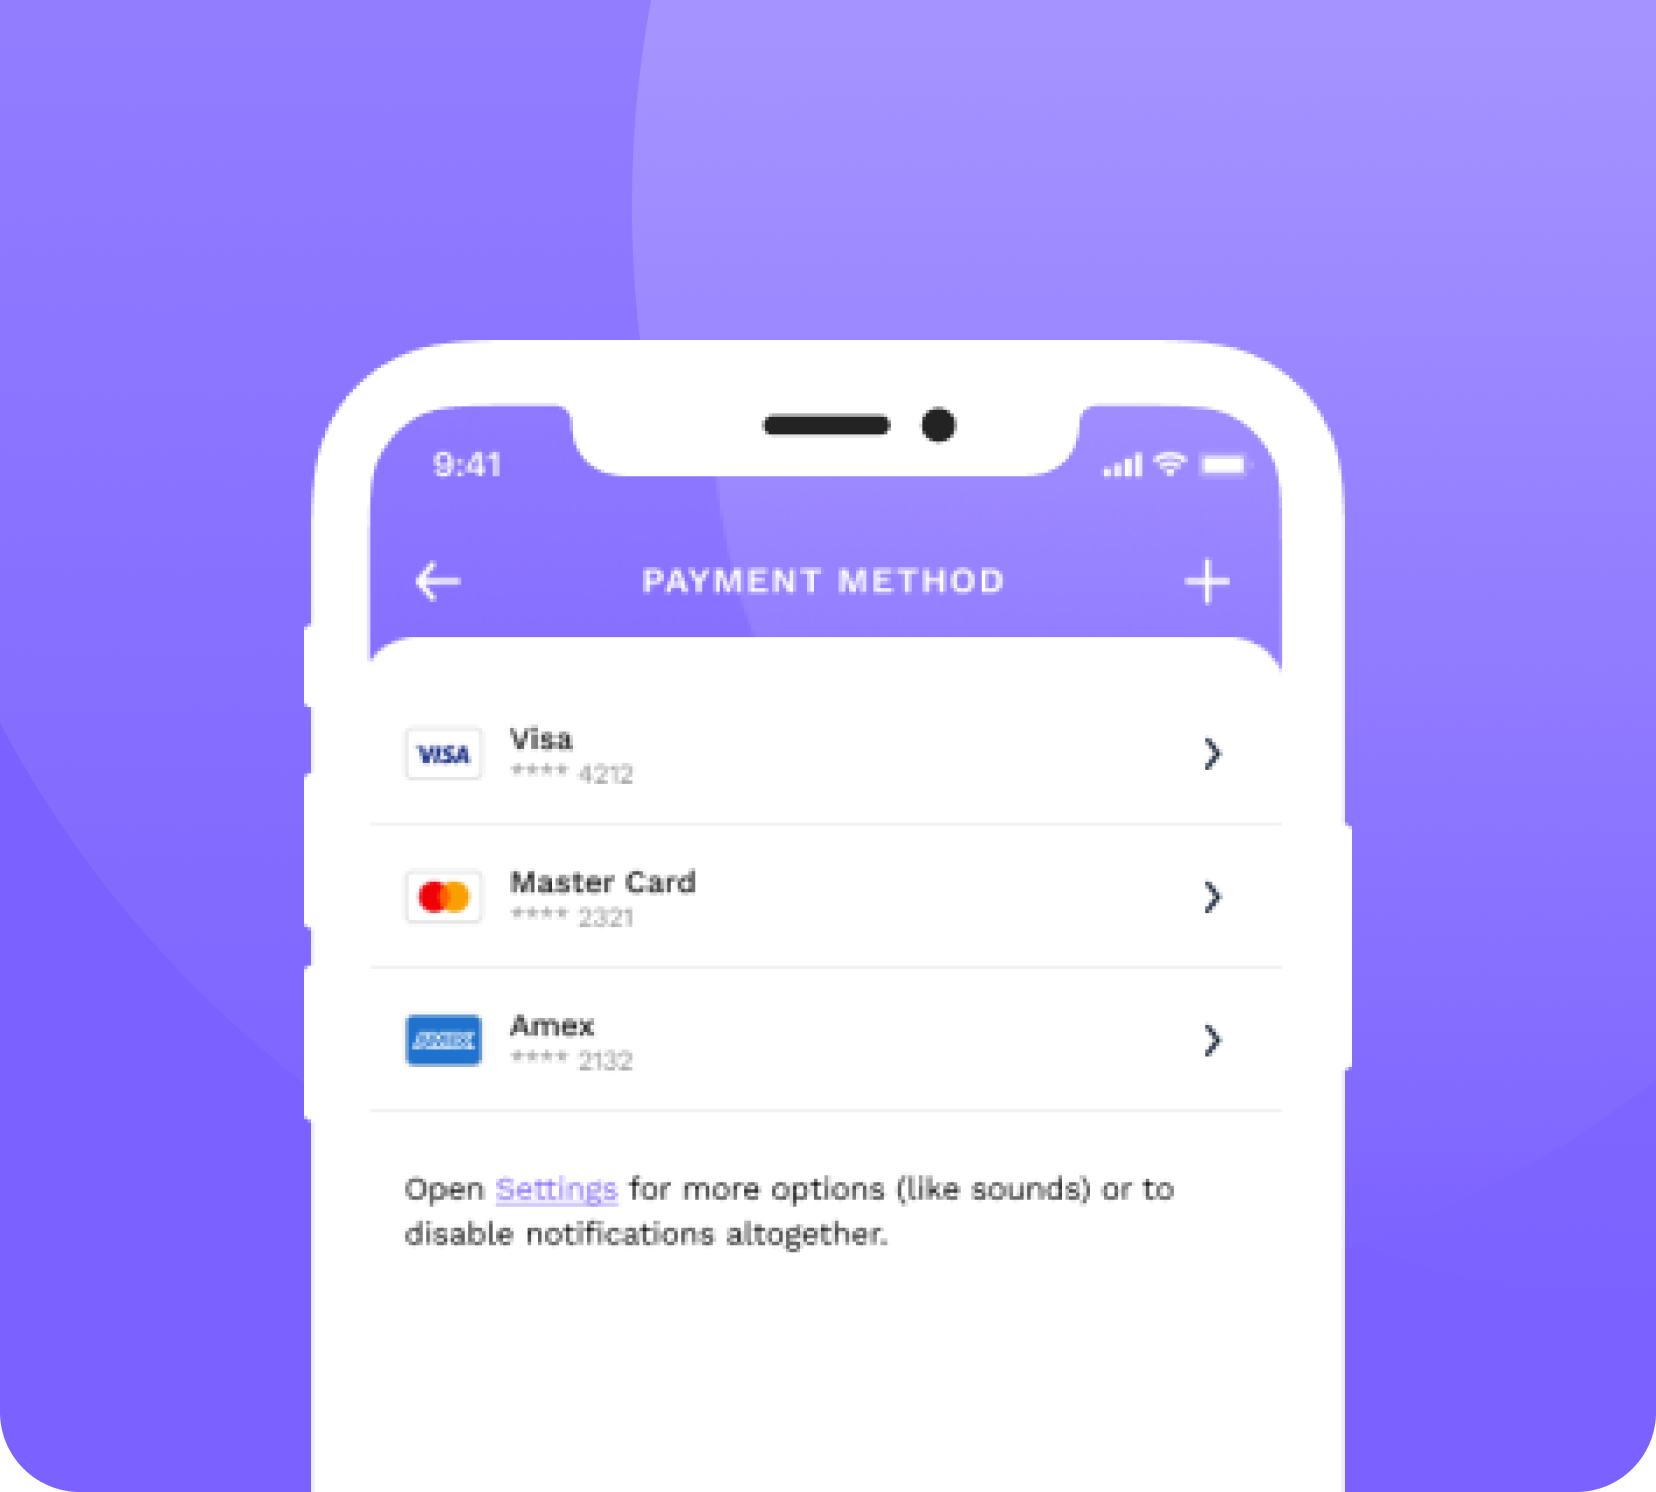 9:41
PAYMENT METHOD
VISA
Visa
**** 4212
Master Card
**** 2321
AMEX
Amex
**** 2132
Open Settings for more options (like sounds) or to
disable notifications altogether.